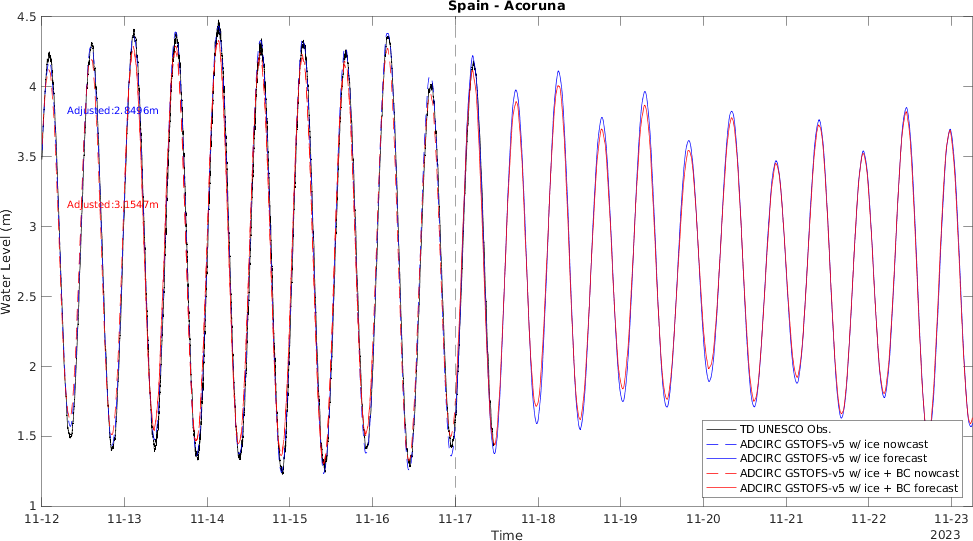 Spain - Acoruna
4.5
4
3.5
3
2.5
2
1.5
1
Water Level (m)
Adjusted:2.8496m
Adjusted:3.1547m
TD UNESCO Obs.
ADCIRC GSTOFS-v5 w/ ice nowcast
ADCIRC GSTOFS-v5 w/ ice forecast
ADCIRC GSTOFS-v5 w/ ice + BC nowcast
ADCIRC GSTOFS-v5 w/ ice + BC forecast
11-12 11-13 11-14 11-15 11-16 11-17 11-18 11-19 11-20 11-21 11-22 11-23
2023
Time